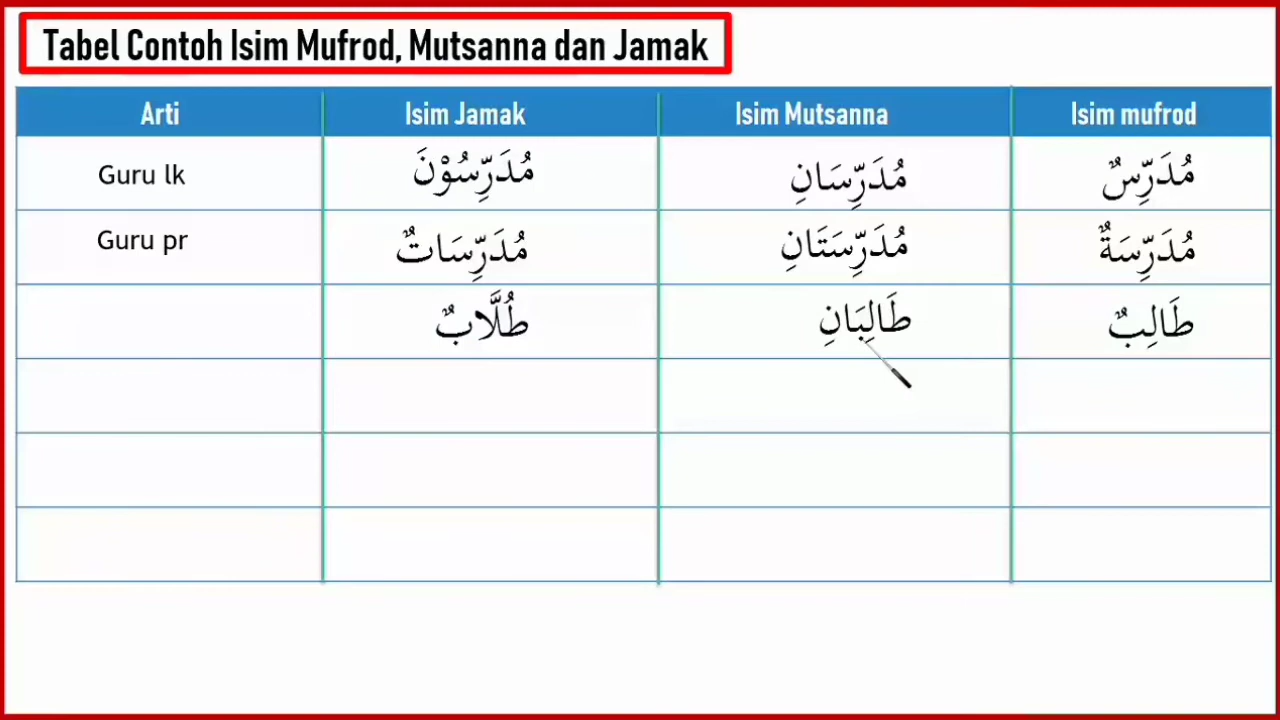 Tabel Contoh Isim Mufrod, Mutsanna dan Jamak
Arti Isim Jamak Isim Mutsanna Isim mufrod
Guru lk مُدَرِّسُوْنَ مُدَرِّسَانِ مُدَرِّسٌ
Guru pr مُدَرِّسَاتٌ مُدَرِّسَتَانِ مُدَرِّسَةٌ
طُلَّابٌ طَالِبَانِ طَالِبٌ